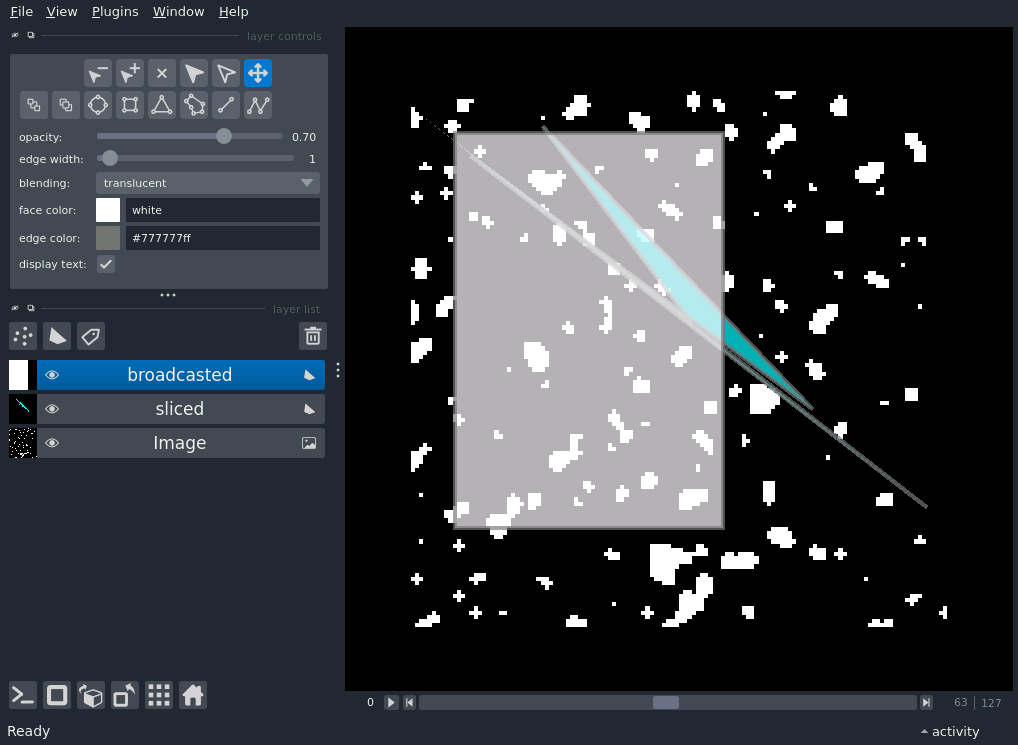 File View Plugins Window Help
layer controls
opacity: 0.70
edge width: 1
blending: translucent
face color: white
edge color: #777777ff
display text:
layer list
broadcasted
sliced
Image
0 63 | 127
Ready activity